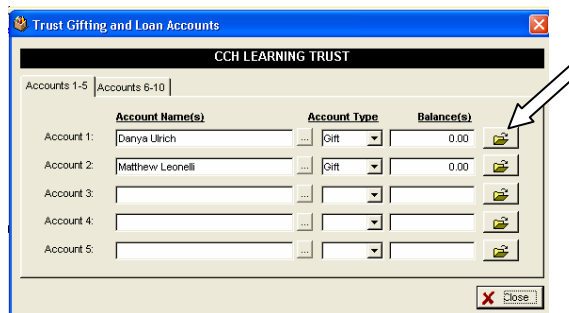 Trust Gifting and Loan Accounts
CCH LEARNING TRUST
Accounts 1-5 Accounts 6-10
Account Name(s) Account Type Balance(s)
Account 1: Danya Ulrich ... Gift 0.00
Account 2: Matthew Leonelli ... Gift 0.00
Account 3: ...
Account 4: ...
Account 5: ...
Close